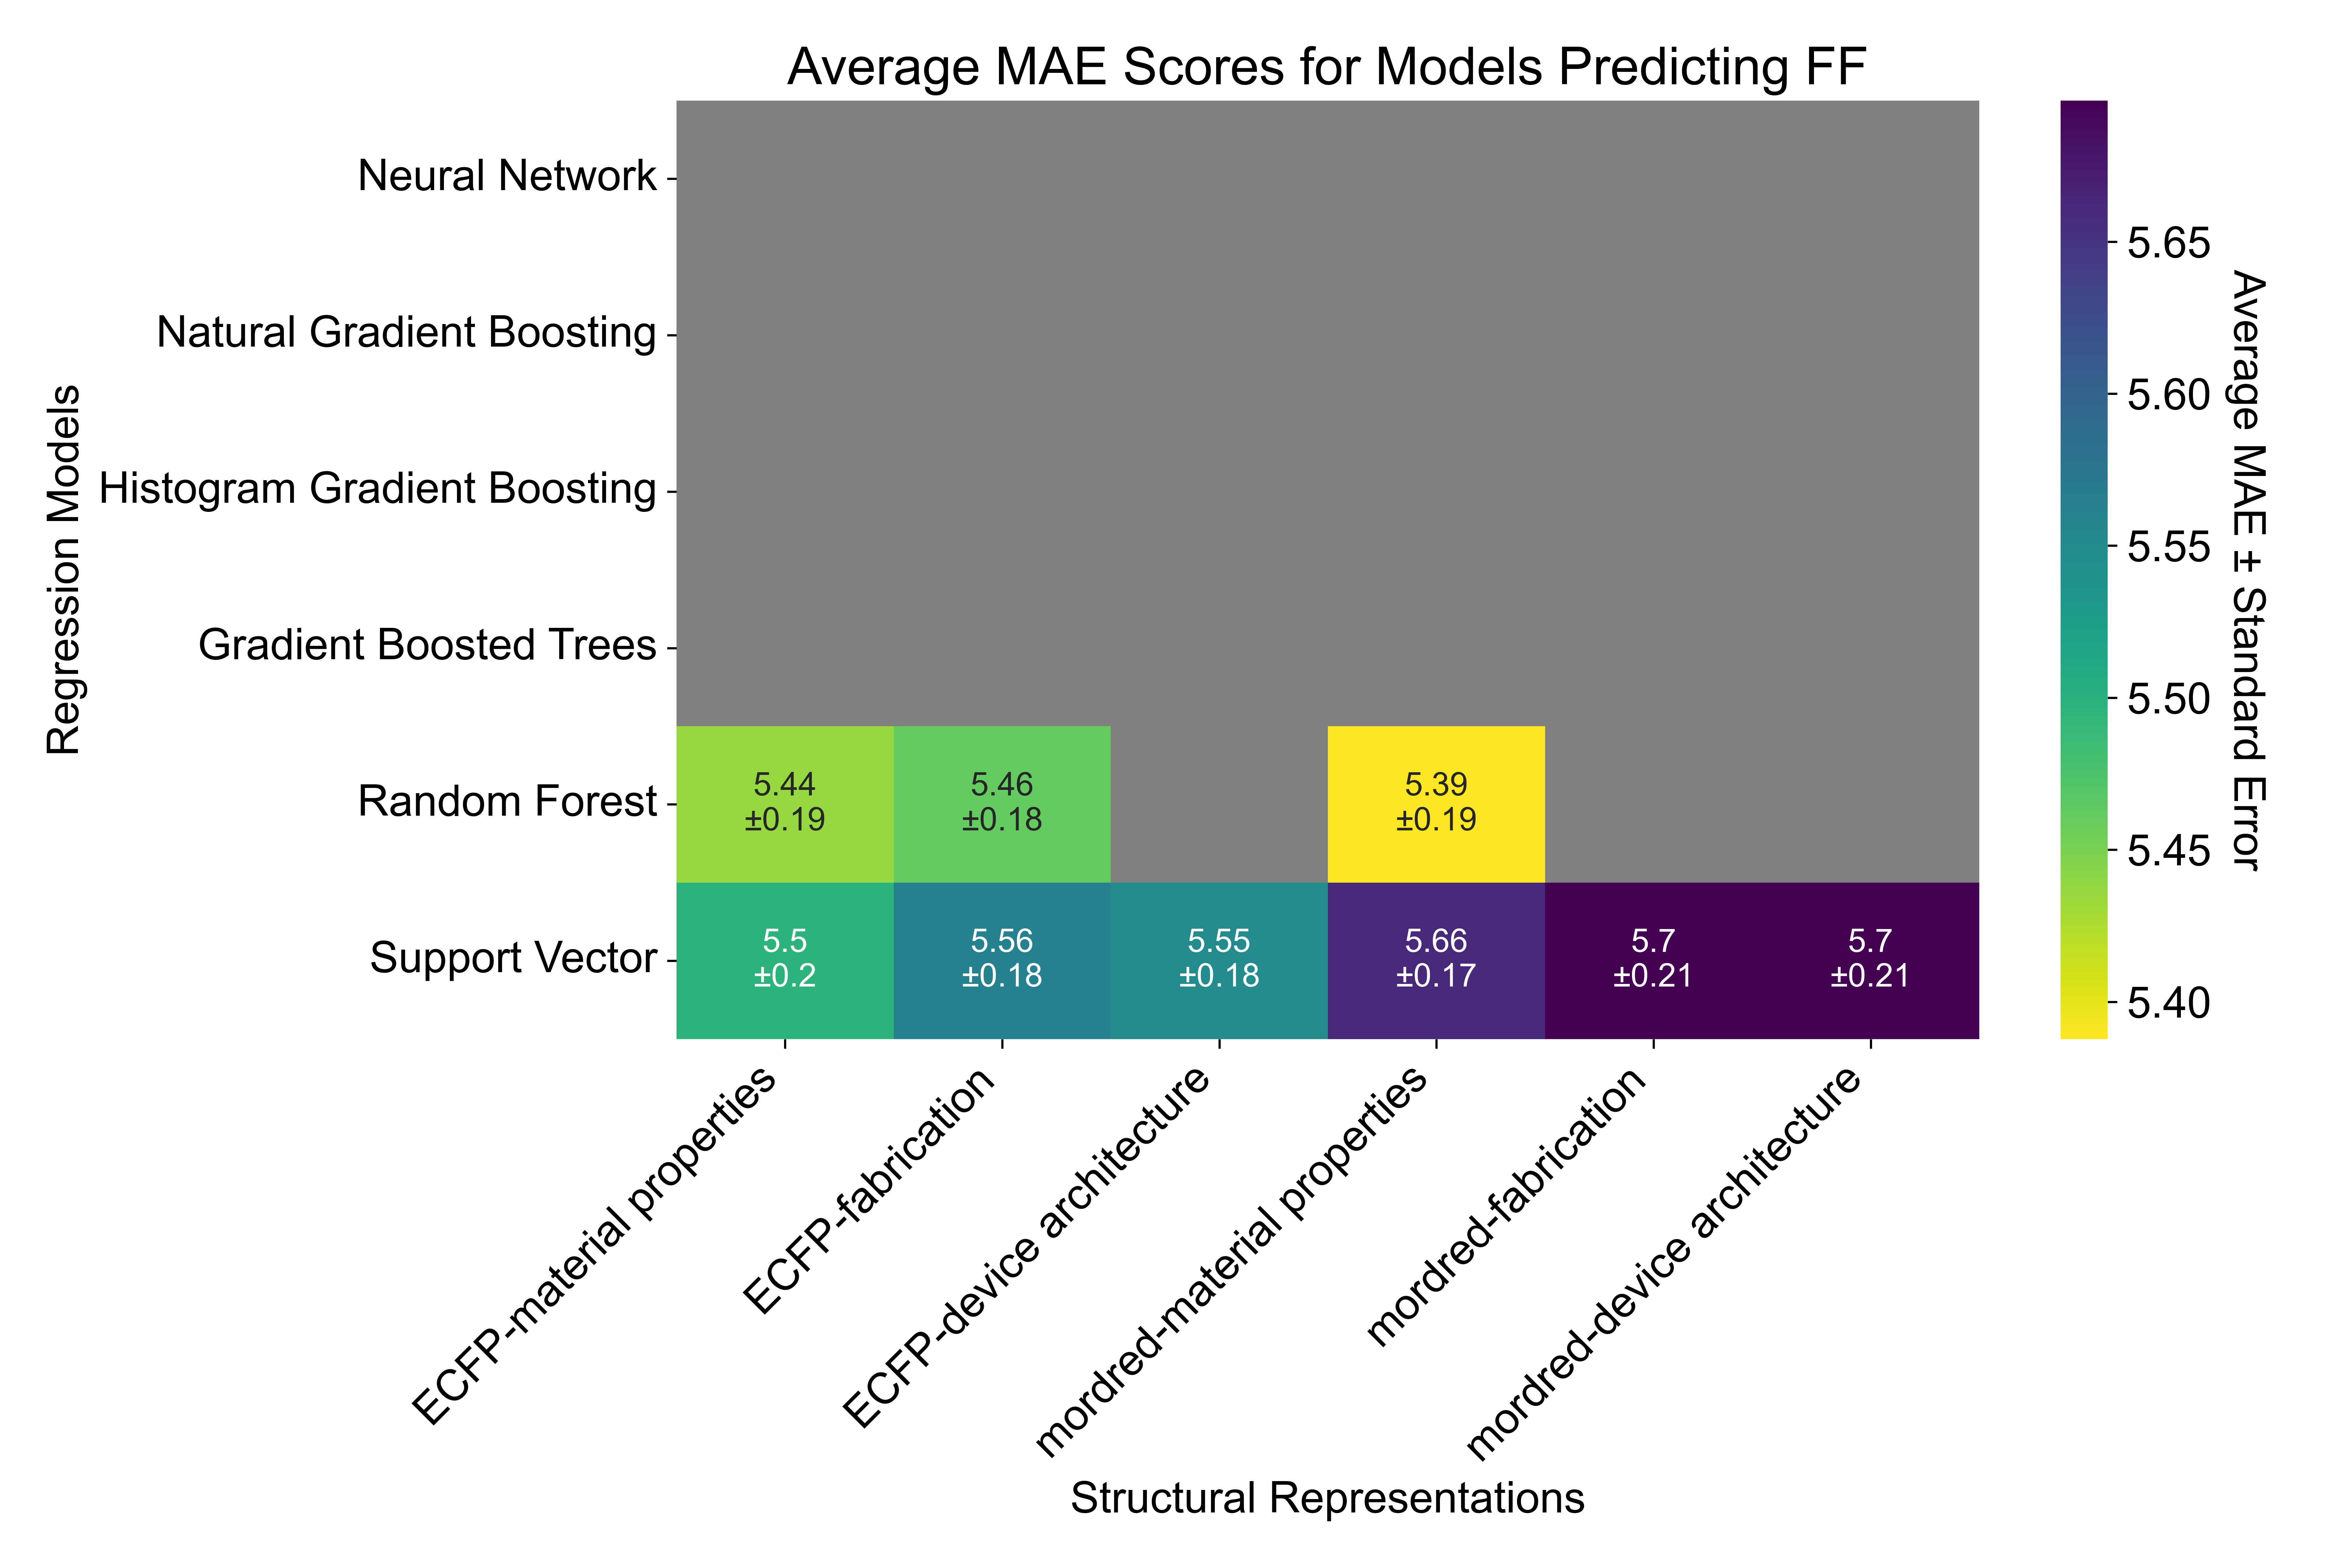 Average MAE Scores for Models Predicting FF
Regression Models
Neural Network
Natural Gradient Boosting
Histogram Gradient Boosting
Gradient Boosted Trees
Random Forest
Support Vector
5.44
±0.19
5.46
±0.18
5.39
±0.19
5.5
±0.2
5.56
±0.18
5.55
±0.18
5.66
±0.17
5.7
±0.21
5.7
±0.21
ECFP-material properties
ECFP-fabrication
ECFP-device architecture
mordred-material properties
mordred-fabrication
mordred-device architecture
Structural Representations
5.65
5.60
5.55
5.50
5.45
5.40
Average MAE ± Standard Error